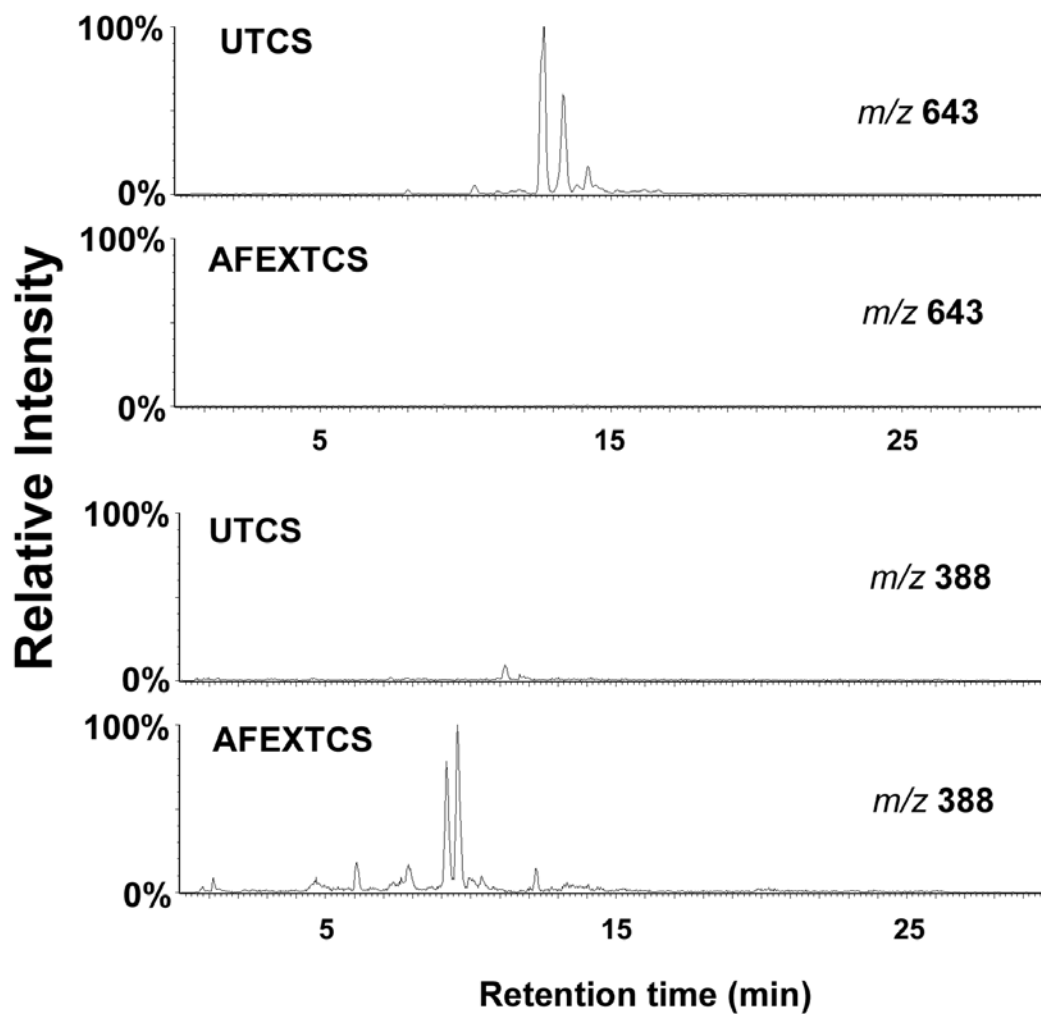 Relative Intensity
100%
UTCS
m/z 643
0%
100%
AFEXTCS
m/z 643
0%
5 15 25
100%
UTCS
m/z 388
0%
100%
AFEXTCS
m/z 388
0%
5 15 25
Retention time (min)